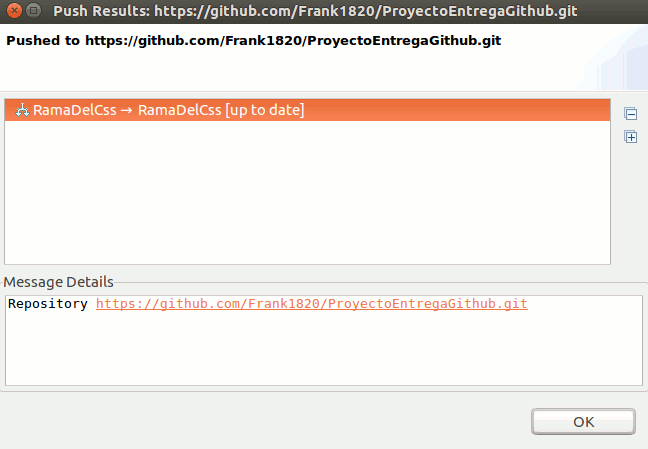 Push Results: https://github.com/Frank1820/ProyectoEntregaGithub.git
Pushed to https://github.com/Frank1820/ProyectoEntregaGithub.git
RamaDelCss → RamaDelCss [up to date]
Message Details
Repository https://github.com/Frank1820/ProyectoEntregaGithub.git
OK